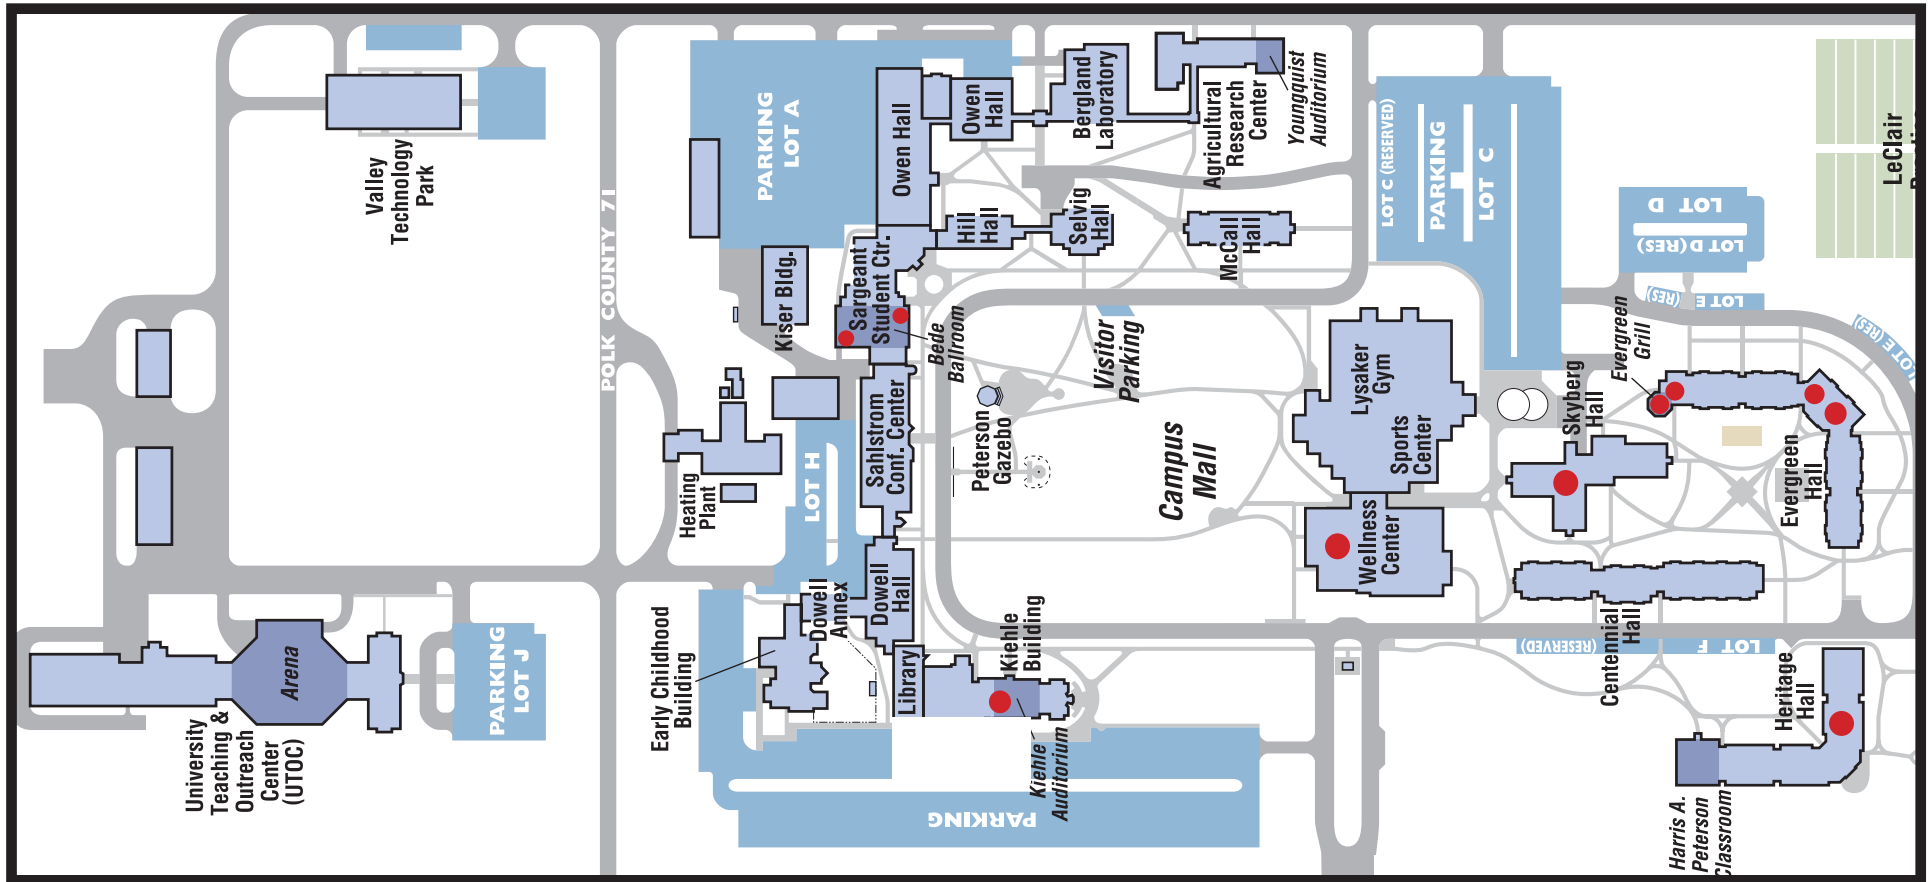 Valley
Technology
Park
POLK COUNTY 71
PARKING
LOT A
Owen Hall
Owen
Hall
Bergland
Laboratory
Agricultural
Research
Center
Youngquist
Auditorium
LOT C (RESERVED)
PARKING
LOT C
LeClair
LOT D
LOT D (RES)
LOT E
(RES)
LOT E (RES)
Kiser Bldg.
Sargeant
Student Ctr.
Bede
Ballroom
Hill
Hall
Selvig
Hall
McCall
Hall
Visitor
Parking
Lysaker
Gym
Sports
Center
Evergreen
Grill
Skyberg
Hall
Evergreen
Hall
Heating
Plant
LOT H
Sahlstrom
Conf. Center
Peterson
Gazebo
Campus
Mall
Wellness
Center
Arena
University
Teaching &
Outreach
Center
(UTOC)
PARKING
LOT J
Early Childhood
Building
Dowell
Annex
Dowell
Hall
Library
Kiehle
Building
Kiehle
Auditorium
PARKING
Centennial
Hall
(RESERVED)
LOT F
Heritage
Hall
Harris A.
Peterson
Classroom